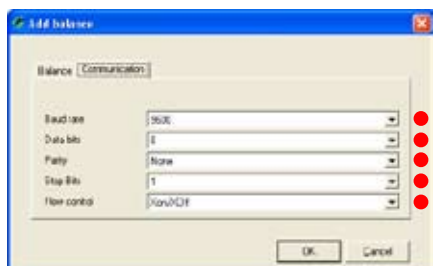 Add balance
Balance Communication
Baud rate 9600
Data bits 8
Parity None
Stop Bits 1
Flow control Xon/Xoff
OK Cancel